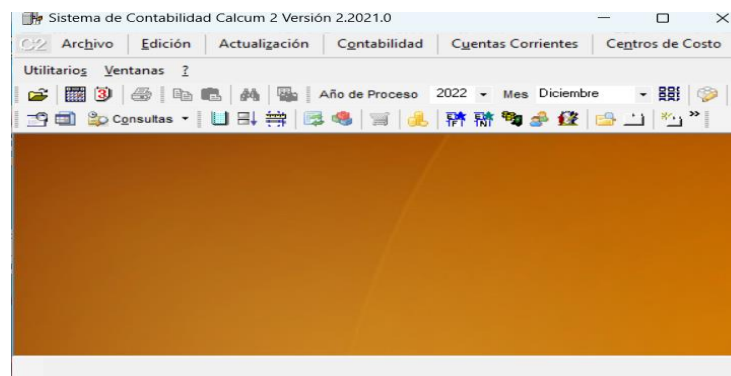 Sistema de Contabilidad Calcum 2 Versión 2.2021.0
C2 Archivo Edición Actualización Contabilidad Cuentas Corrientes Centros de Costo
Utilitarios Ventanas ?
Año de Proceso 2022 Mes Diciembre
Consultas